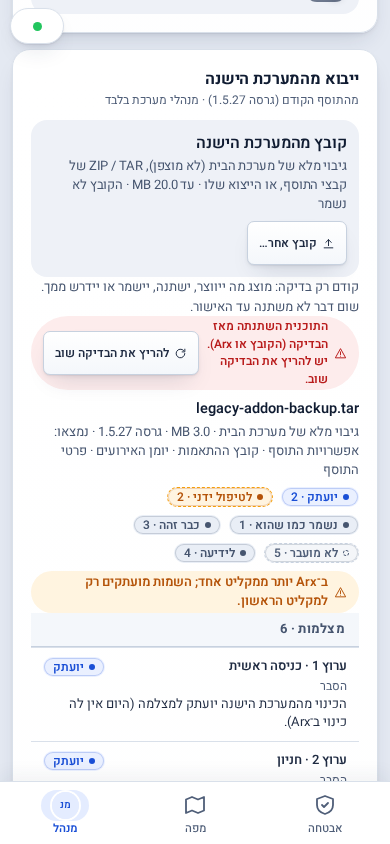 ייבוא מהמערכת הישנה
מהתוסף הקודם (גרסה 1.5.27) · מנהלי מערכת בלבד
קובץ מהמערכת הישנה
גיבוי מלא של מערכת הבית (לא מוצפן), ZIP / TAR של
קבצי התוסף, או הייצוא שלו · עד 20.0 MB · הקובץ לא
נשמר
קובץ אחר...
קודם רק בדיקה: מוצג מה ייווצר, ישתנה, יישמר או יידרש ממך.
שום דבר לא משתנה עד האישור.
התוכנית השתנתה מאז
הבדיקה (הקובץ או Arx).
יש להריץ את הבדיקה
שוב.
להריץ את הבדיקה שוב
legacy-addon-backup.tar
גיבוי מלא של מערכת הבית · 3.0 MB · גרסה 1.5.27 · נמצאו:
אפשרויות התוסף · קובץ ההתאמות · יומן האירועים · פרטי
התוסף
יועתק · 2
לטיפול ידני · 2
נשמר כמו שהוא · 1
כבר זהה · 3
לא מועבר · 5
לידיעה · 4
ב־Arx יותר ממקליט אחד; השמות מועתקים רק
למקליט הראשון.
מצלמות · 6
ערוץ 1 · כניסה ראשית
יועתק
הסבר
הכינוי מהמערכת הישנה יועתק למצלמה (היום אין לה
כינוי ב־Arx).
ערוץ 2 · חניון
יועתק
הסבר
אבטחה
מפה
מנ
מנהל